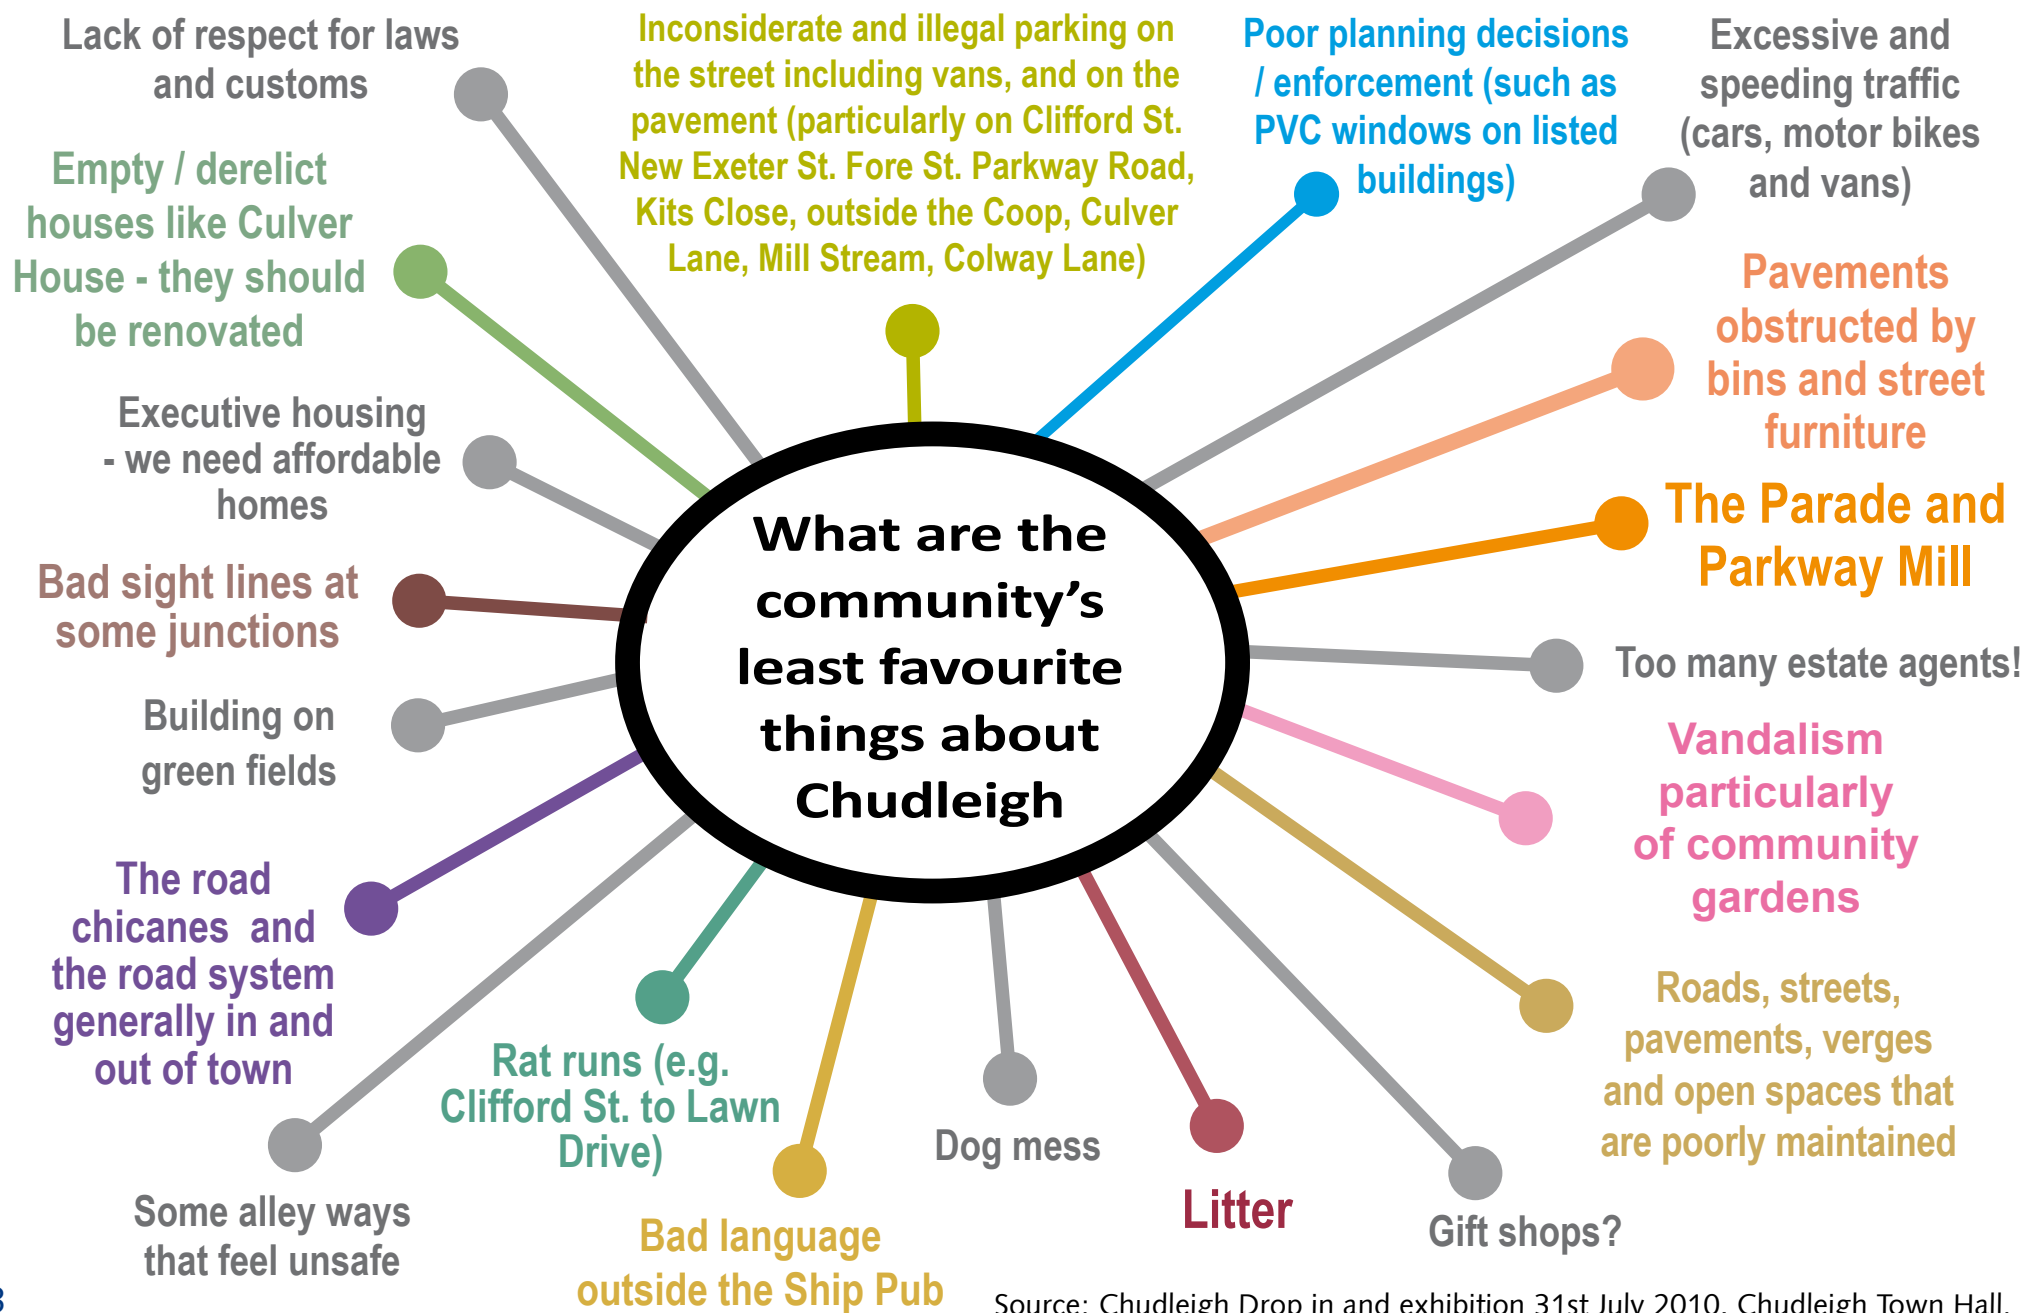 Lack of respect for laws
and customs
Inconsiderate and illegal parking on
the street including vans, and on the
pavement (particularly on Clifford St.
New Exeter St. Fore St. Parkway Road,
Kits Close, outside the Coop, Culver
Lane, Mill Stream, Colway Lane)
Poor planning decisions
/ enforcement (such as
PVC windows on listed
buildings)
Excessive and
speeding traffic
(cars, motor bikes
and vans)
Empty / derelict
houses like Culver
House - they should
be renovated
Pavements
obstructed by
bins and street
furniture
Executive housing
- we need affordable
homes
The Parade and
Parkway Mill
What are the
community’s
least favourite
things about
Chudleigh
Bad sight lines at
some junctions
Too many estate agents!
Building on
green fields
Vandalism
particularly
of community
gardens
The road
chicanes and
the road system
generally in and
out of town
Roads, streets,
pavements, verges
and open spaces that
are poorly maintained
Rat runs (e.g.
Clifford St. to Lawn
Drive)
Dog mess
Litter
Gift shops?
Some alley ways
that feel unsafe
Bad language
outside the Ship Pub
Source: Chudleigh Drop in and exhibition 31st July 2010, Chudleigh Town Hall.